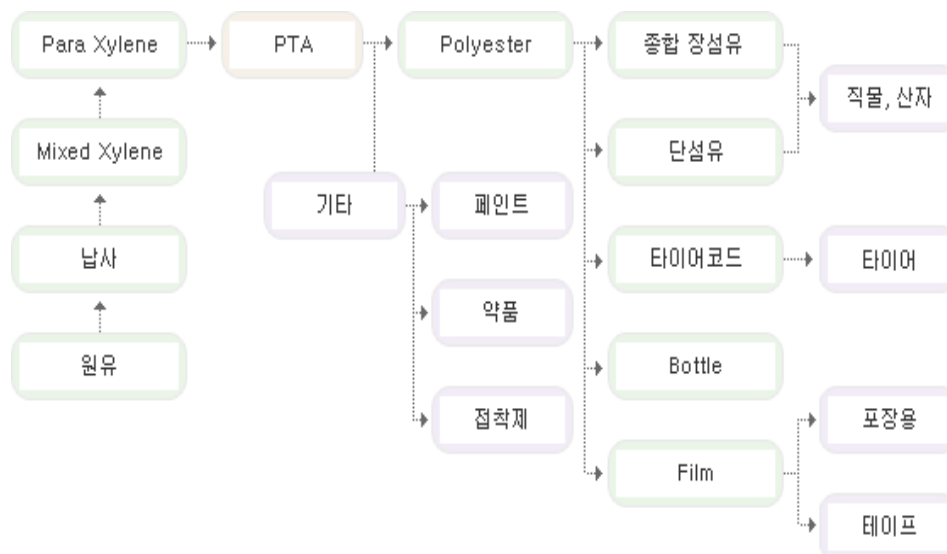 Para Xylene
PTA
Polyester
종합 장섬유
직물, 산자
Mixed Xylene
단섬유
기타
페인트
납사
타이어코드
타이어
약품
원유
Bottle
접착제
포장용
Film
테이프